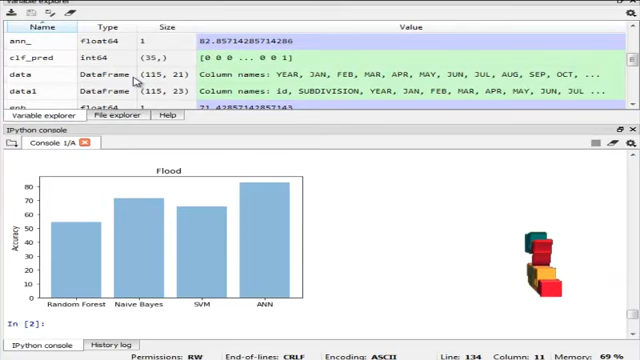 Variable explorer
Name Type Size Value
ann_ float64 1 82.85714285714286
clf_pred int64 (35,) [0 0 0 ... 0 0 1]
data DataFrame (115, 21) Column names: YEAR, JAN, FEB, MAR, APR, MAY, JUN, JUL, AUG, SEP, OCT, ...
data1 DataFrame (115, 23) Column names: id, SUBDIVISION, YEAR, JAN, FEB, MAR, APR, MAY, JUN, JUL, ...
float64 1 71.42857142857143
Variable explorer File explorer Help
IPython console
Console 1/A
Flood
Accuracy
80
70
60
50
40
30
20
10
0
Random Forest Naive Bayes SVM ANN
In [2]:
IPython console History log
Permissions: RW End-of-lines: CRLF Encoding: ASCII Line: 134 Column: 11 Memory: 69 %